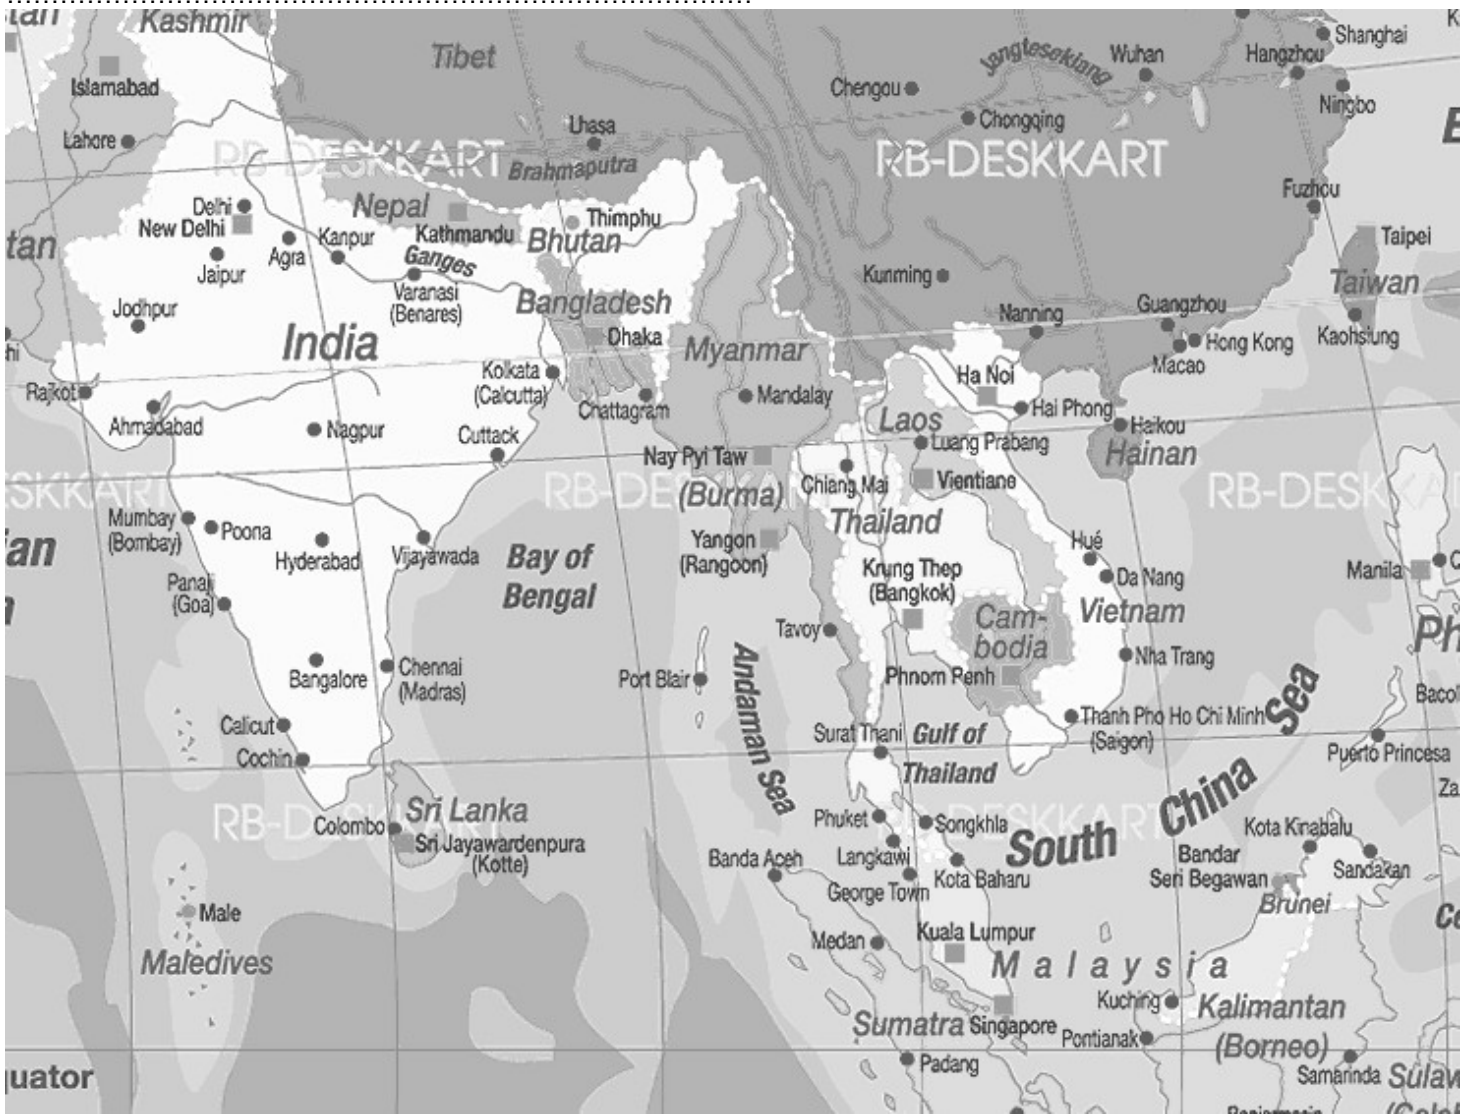 Kashmir
Tibet
Islamabad
Lahore
Jangtsekiang
Wuhan
Hangzhou
Shanghai
Chengou
Ningbo
Chongqing
Lhasa
Brahmaputra
RB-DESKKART
RB-DESKKART
Delhi
New Delhi
Nepal
Kathmandu
Thimphu
Bhutan
Fuzhou
Taipei
Taiwan
Kaohsiung
Jaipur
Agra
Kanpur
Ganges
Varanasi
(Benares)
Kunming
Jodhpur
India
Bangladesh
Dhaka
Myanmar
Nanning
Guangzhou
Hong Kong
Macao
Rajkot
Ahmadabad
Nagpur
Kolkata
(Calcutta)
Cuttack
Chattagram
Mandalay
Ha Noi
Hai Phong
Haikou
Hainan
Laos
Luang Prabang
Nay Pyi Taw
(Burma)
Chiang Mai
Vientiane
Thailand
Mumbay
(Bombay)
Poona
Hyderabad
Vijayawada
Panaji
(Goa)
Bay of
Bengal
Yangon
(Rangoon)
Krung Thep
(Bangkok)
Hué
Da Nang
Vietnam
Manila
Cam-
bodia
Phnom Penh
Tavoy
Nha Trang
Bangalore
Chennai
(Madras)
Port Blair
Andaman Sea
Calicut
Cochin
Surat Thani
Gulf of
Thailand
Thanh Pho Ho Chi Minh
(Saigon)
Puerto Princesa
South China Sea
Sri Lanka
Colombo
Sri Jayawardenpura
(Kotte)
Phuket
Songkhla
Langkawi
Kota Baharu
George Town
Banda Aceh
Kota Kinabalu
Sandakan
Bandar
Seri Begawan
Brunei
Male
Maledives
Medan
Kuala Lumpur
Malaysia
Kuching
Kalimantan
(Borneo)
Sumatra
Singapore
Pontianak
Padang
Samarinda
uator